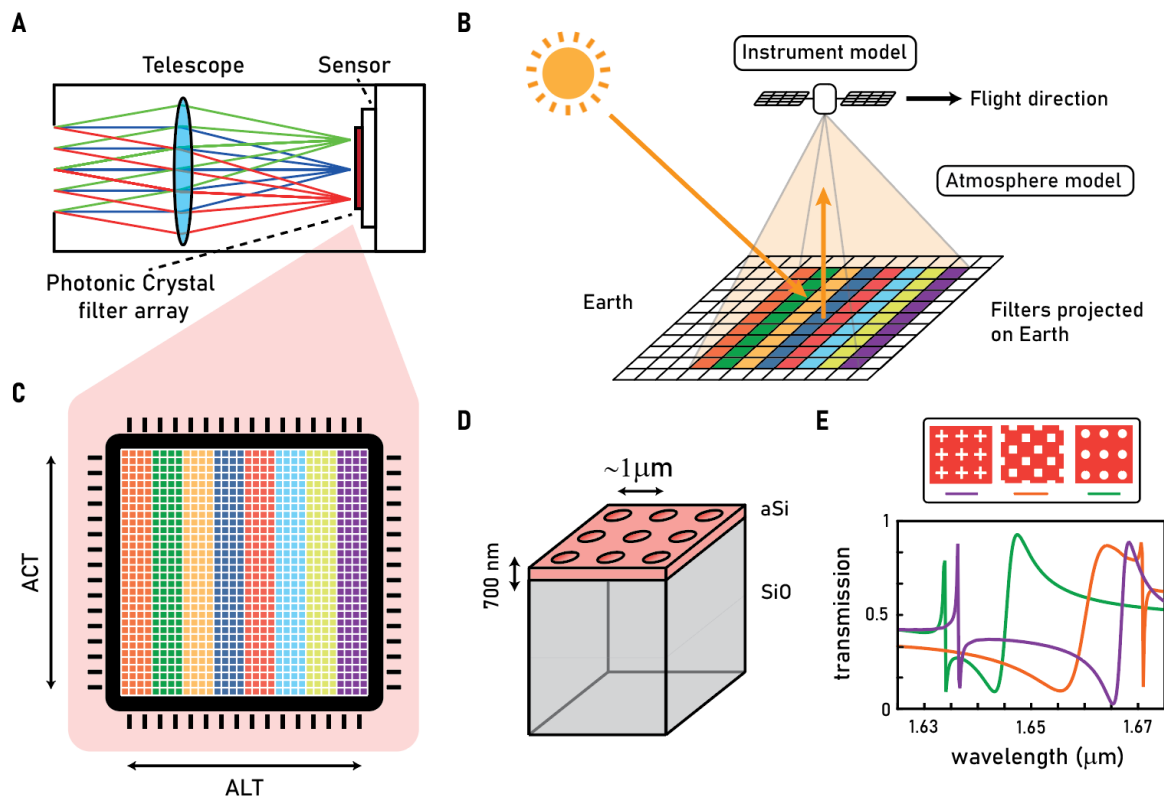 A
Telescope
Sensor
Photonic Crystal
filter array
B
Instrument model
Flight direction
Atmosphere model
Earth
Filters projected
on Earth
C
ACT
ALT
D
~1μm
aSi
700 nm
SiO
E
transmission
1
0.5
0
1.63
1.65
1.67
wavelength (μm)